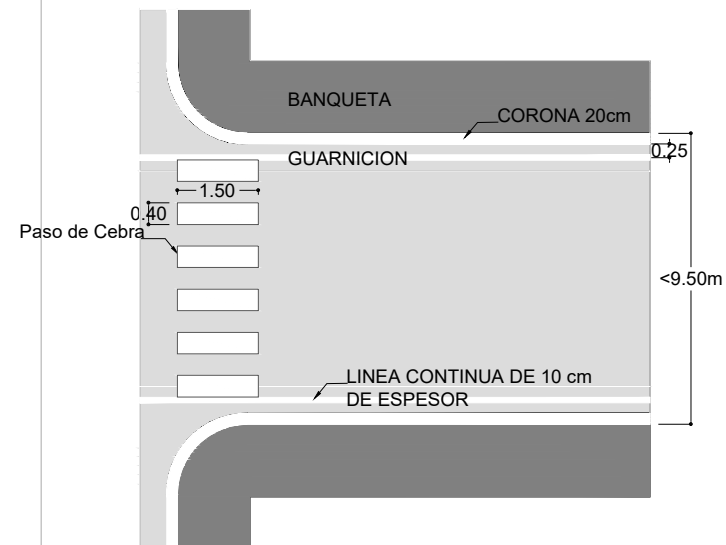 BANQUETA
CORONA 20cm
GUARNICION
0.25
1.50
0.40
Paso de Cebra
<9.50m
LINEA CONTINUA DE 10 cm
DE ESPESOR